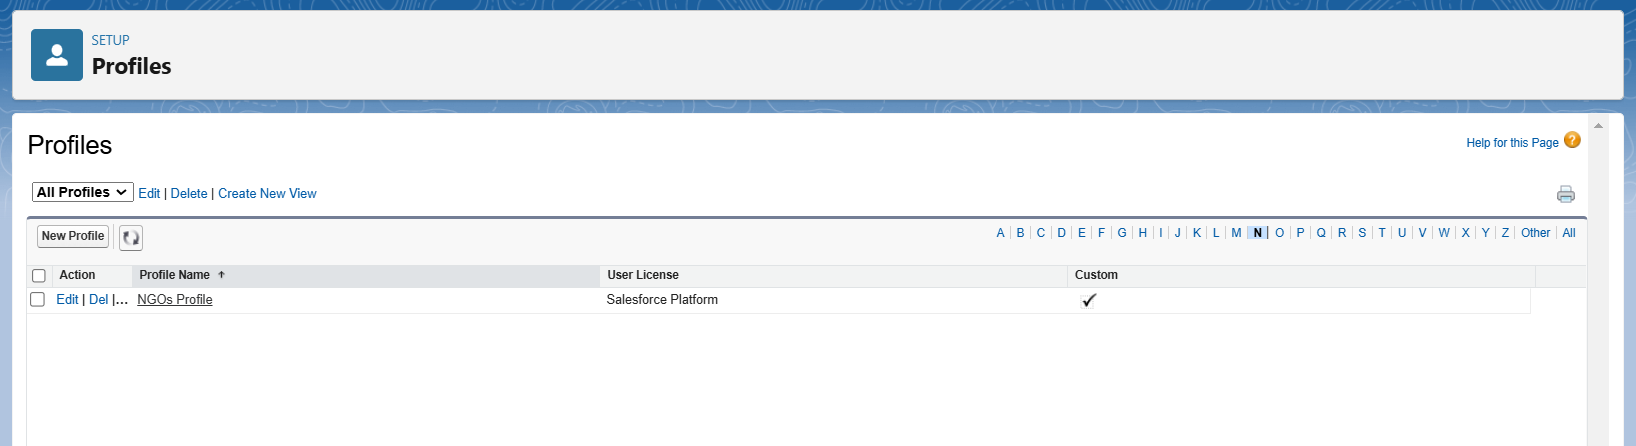 SETUP
Profiles
Profiles
Help for this Page ?
All Profiles Edit | Delete | Create New View
New Profile A | B | C | D | E | F | G | H | I | J | K | L | M | N | O | P | Q | R | S | T | U | V | W | X | Y | Z | Other | All
Action Profile Name ↑ User License Custom
Edit | Del |... NGOs Profile Salesforce Platform ✓